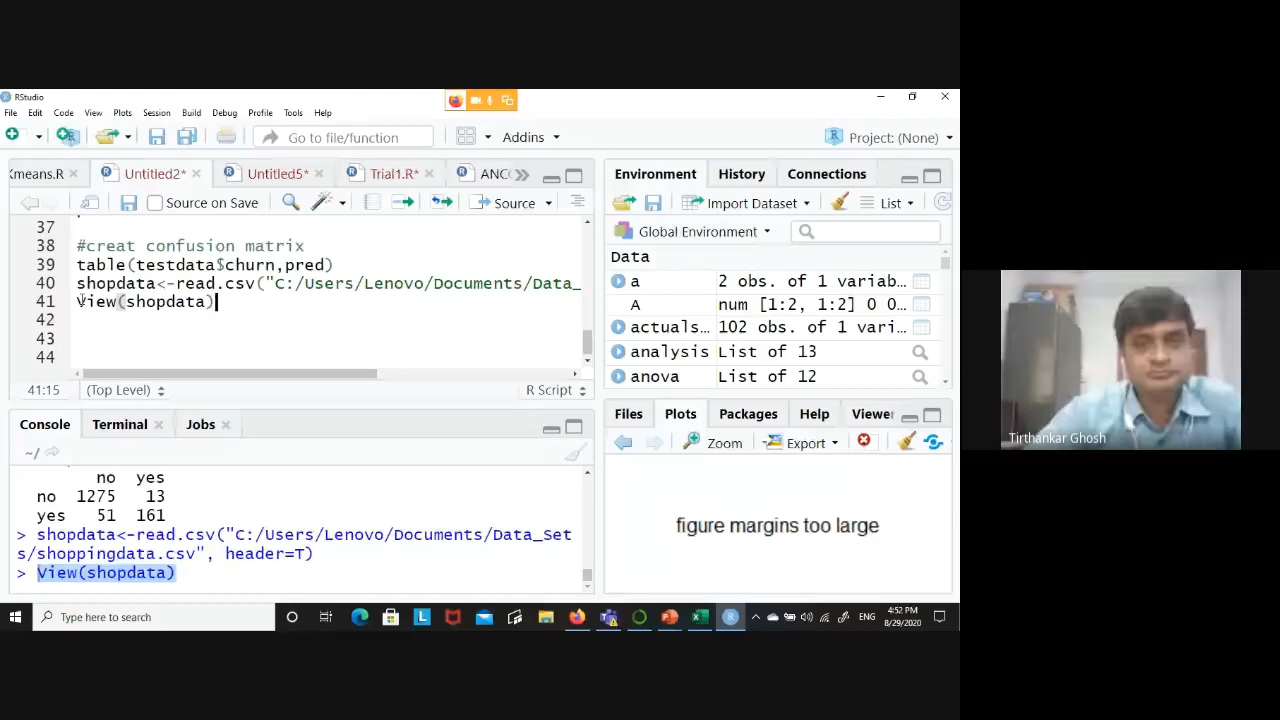 RStudio
File Edit Code View Plots Session Build Debug Profile Tools Help
Go to file/function Addins Project: (None)
Kmeans.R Untitled2* Untitled5* Trial1.R* ANC
Source on Save Source
37
38 #creat confusion matrix
39 table(testdata$churn,pred)
40 shopdata<-read.csv("C:/Users/Lenovo/Documents/Data_
41 View(shopdata)
42
43
44
41:15 (Top Level) R Script
Console Terminal Jobs
~/
no yes
no 1275 13
yes 51 161
> shopdata<-read.csv("C:/Users/Lenovo/Documents/Data_Set
s/shoppingdata.csv", header=T)
> View(shopdata)
Environment History Connections
Import Dataset List
Global Environment
Data
a 2 obs. of 1 variab…
A num [1:2, 1:2] 0 0…
actuals… 102 obs. of 1 vari…
analysis List of 13
anova List of 12
Files Plots Packages Help Viewer
Zoom Export
figure margins too large
Tirthankar Ghosh
Type here to search
ENG
4:52 PM
8/29/2020